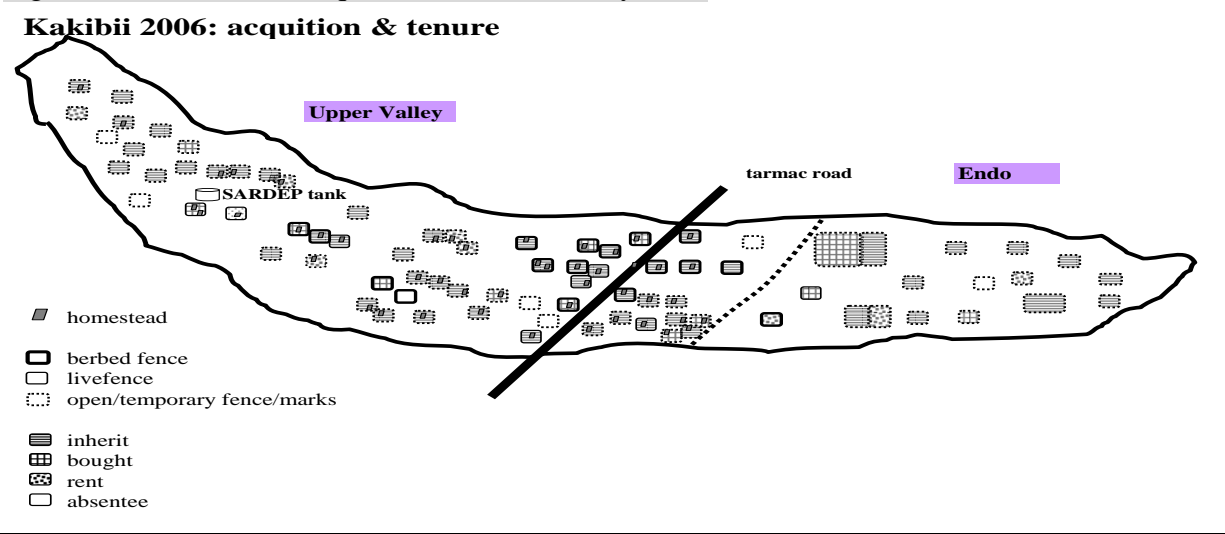 Kakibii 2006: acquition & tenure
Upper Valley
tarmac road
Endo
SARDEP tank
homestead
berbed fence
livefence
open/temporary fence/marks
inherit
bought
rent
absentee